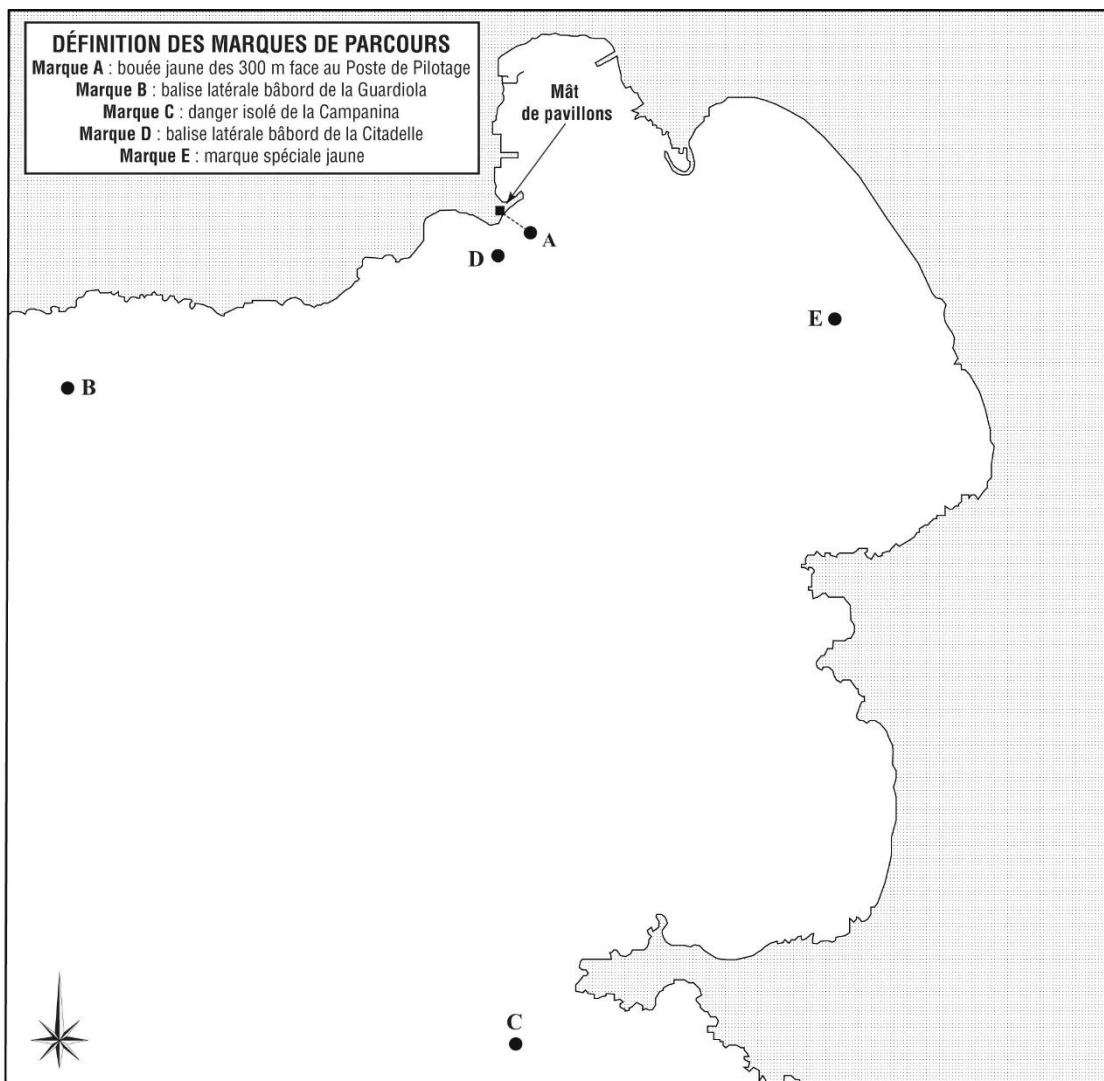 DÉFINITION DES MARQUES DE PARCOURS
Marque A : bouée jaune des 300 m face au Poste de Pilotage
Marque B : balise latérale bâbord de la Guardiola
Marque C : danger isolé de la Campanina
Marque D : balise latérale bâbord de la Citadelle
Marque E : marque spéciale jaune
Mât
de pavillons
A
D
E
B
C